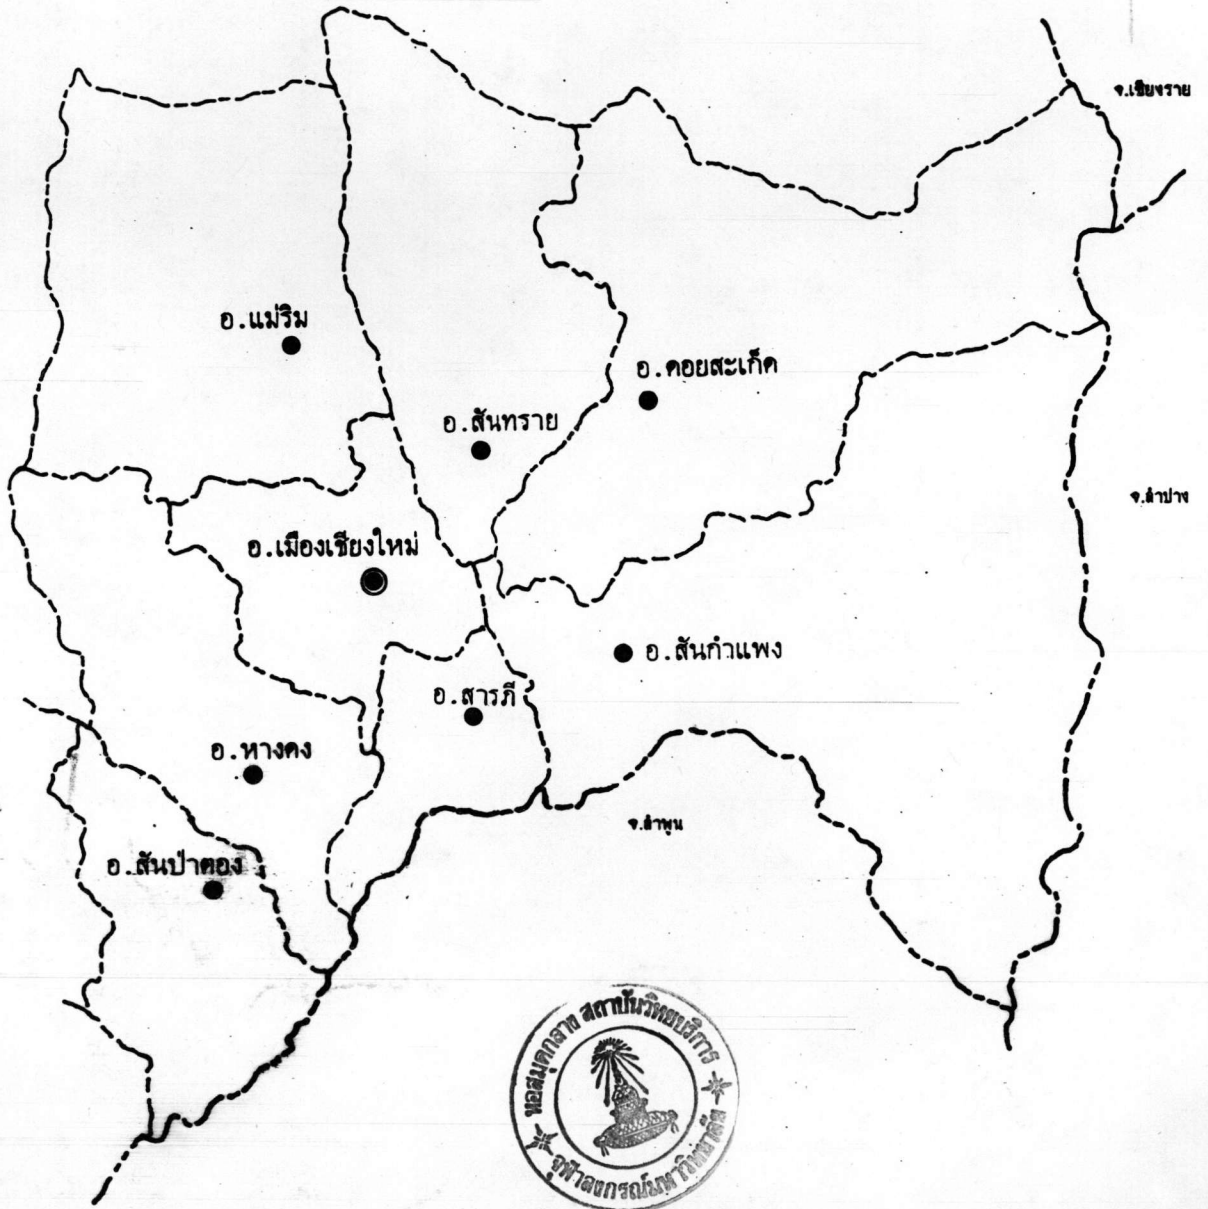 จ.เชียงราย
อ.แม่ริม
อ.ดอยสะเก็ด
อ.สันทราย
จ.ลำปาง
อ.เมืองเชียงใหม่
อ.สันกำแพง
อ.สารภี
อ.หางดง
จ.ลำพูน
อ.สันป่าตอง
หอสมุดกลาง สถาบันวิทยบริการ
จุฬาลงกรณ์มหาวิทยาลัย